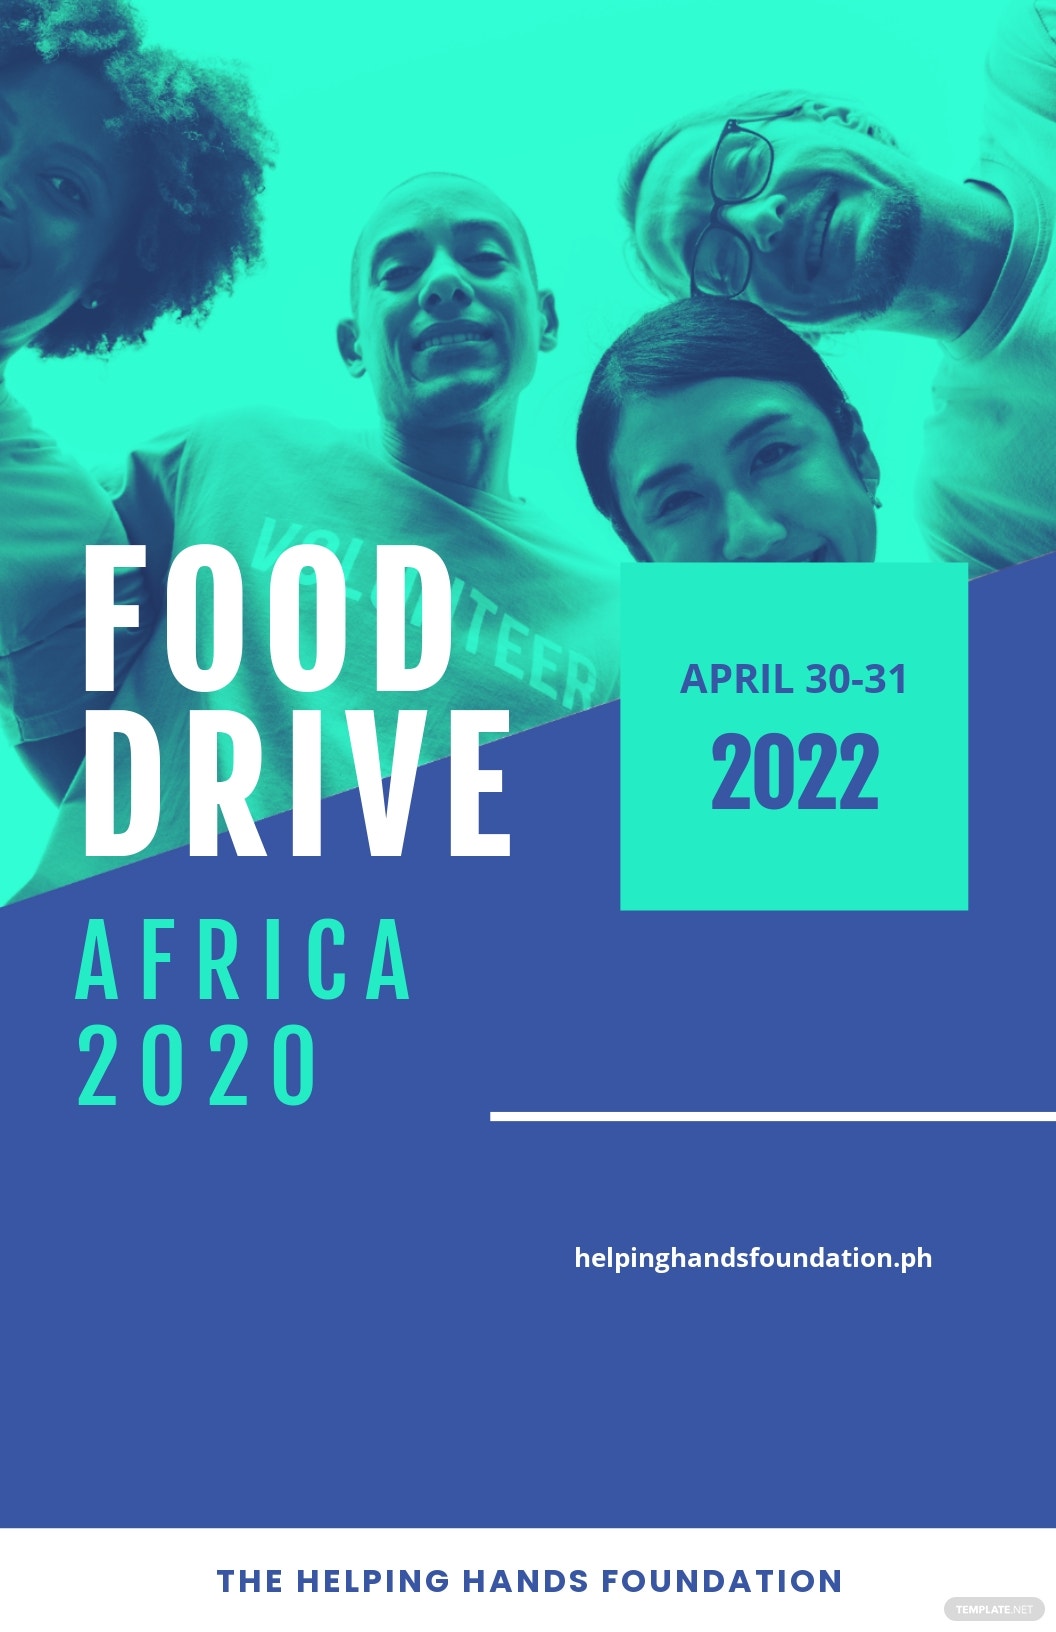 VOLUNTEER
FOOD
DRIVE
APRIL 30-31
2022
AFRICA
2020
helpinghandsfoundation.ph
THE HELPING HANDS FOUNDATION
TEMPLATE.NET